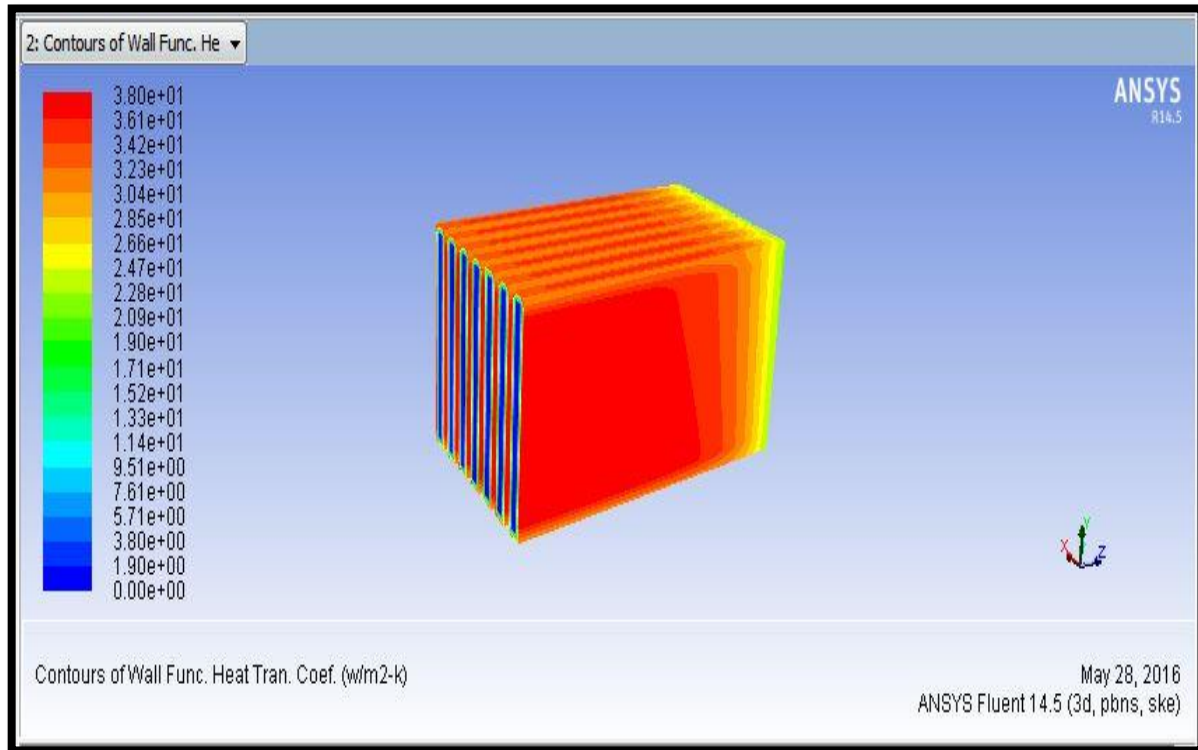 2: Contours of Wall Func. He
ANSYS
R14.5
3.80e+01
3.61e+01
3.42e+01
3.23e+01
3.04e+01
2.85e+01
2.66e+01
2.47e+01
2.28e+01
2.09e+01
1.90e+01
1.71e+01
1.52e+01
1.33e+01
1.14e+01
9.51e+00
7.61e+00
5.71e+00
3.80e+00
1.90e+00
0.00e+00
Y
X
Z
Contours of Wall Func. Heat Tran. Coef. (w/m2-k)
May 28, 2016
ANSYS Fluent 14.5 (3d, pbns, ske)